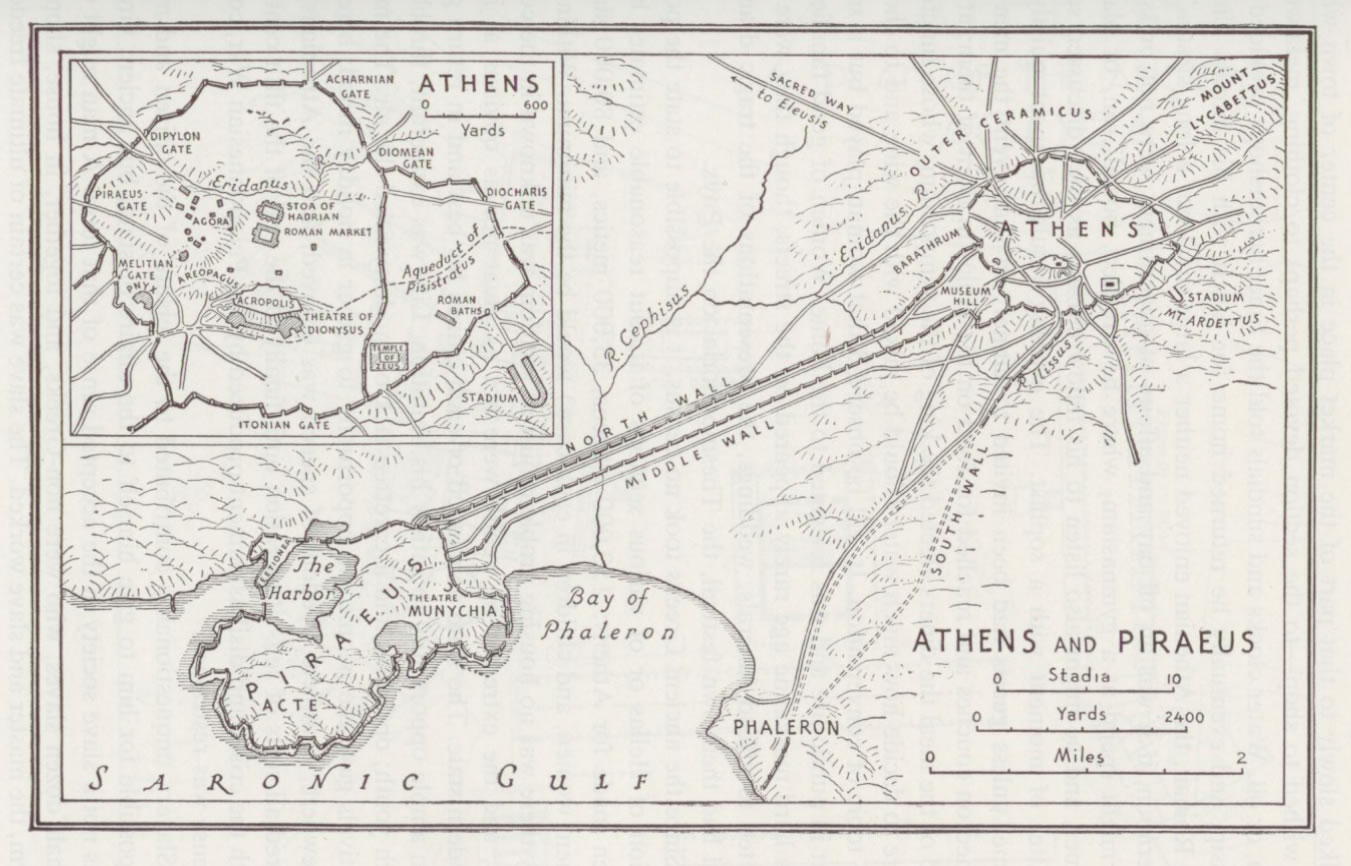 ATHENS
0 600
Yards
ACHARNIAN
GATE
DIPYLON
GATE
DIOMEAN
GATE
Eridanus
DIOCHARIS
GATE
PIRAEUS
GATE
STOA OF
HADRIAN
AGORA
ROMAN MARKET
Aqueduct of
Pisistratus
MELITIAN
GATE
PNYX
AREOPAGUS
ACROPOLIS
THEATRE OF
DIONYSUS
ROMAN
BATHS
TEMPLE
OF
ZEUS
STADIUM
ITONIAN GATE
SACRED WAY
to Eleusis
OUTER CERAMICUS
MOUNT
LYCABETTUS
Eridanus R.
BARATHRUM
ATHENS
MUSEUM
HILL
STADIUM
MT. ARDETTUS
R. Cephisus
R. Ilissus
NORTH WALL
MIDDLE WALL
SOUTH WALL
EETIONEA
The
Harbor
PIRAEUS
THEATRE
MUNYCHIA
ACTE
Bay of
Phaleron
PHALERON
SARONIC GULF
ATHENS AND PIRAEUS
Stadia
0 10
Yards
0 2400
Miles
0 2